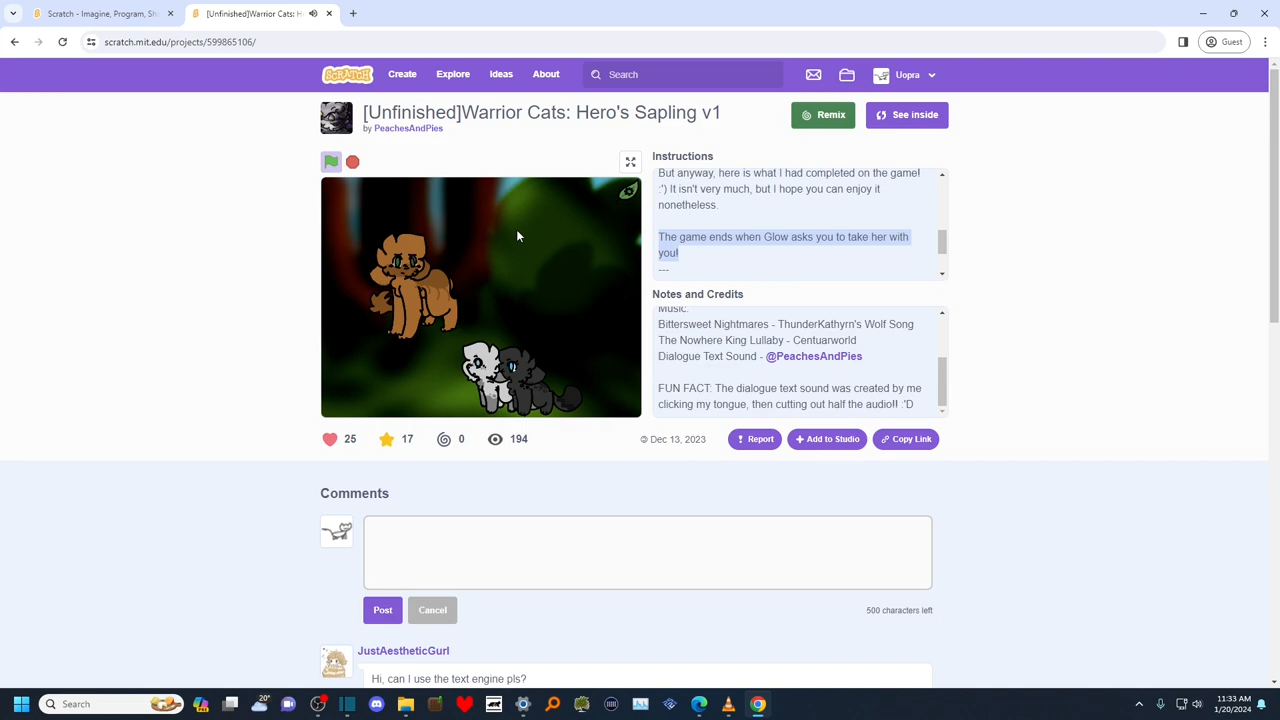 Scratch - Imagine, Program, Sh
[Unfinished]Warrior Cats: H
scratch.mit.edu/projects/599865106/
Guest
SCRATCH
Create
Explore
Ideas
About
Search
Uopra
[Unfinished]Warrior Cats: Hero's Sapling v1
by PeachesAndPies
Remix
See inside
Instructions
But anyway, here is what I had completed on the game!
:') It isn't very much, but I hope you can enjoy it
nonetheless.
The game ends when Glow asks you to take her with
you!
---
Notes and Credits
Music:
Bittersweet Nightmares - ThunderKathyrn's Wolf Song
The Nowhere King Lullaby - Centuarworld
Dialogue Text Sound - @PeachesAndPies
FUN FACT: The dialogue text sound was created by me
clicking my tongue, then cutting out half the audio!! :'D
25
17
0
194
© Dec 13, 2023
Report
Add to Studio
Copy Link
Comments
Post
Cancel
500 characters left
JustAestheticGurl
Hi, can I use the text engine pls?
Search
20°
11:33 AM
1/20/2024